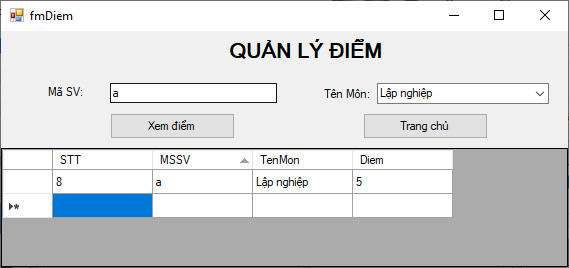 fmDiem
QUẢN LÝ ĐIỂM
Mã SV: a Tên Môn: Lập nghiệp
Xem điểm Trang chủ
STT MSSV TenMon Diem
8 a Lập nghiệp 5